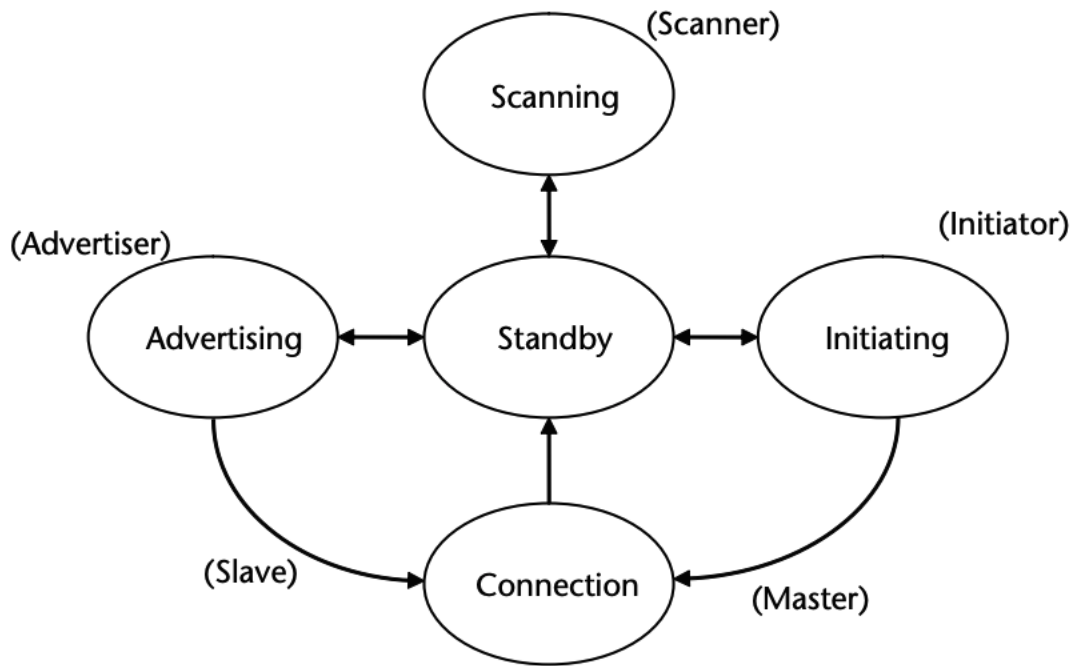 (Scanner)
Scanning
(Advertiser)
(Initiator)
Advertising
Standby
Initiating
(Slave)
Connection
(Master)